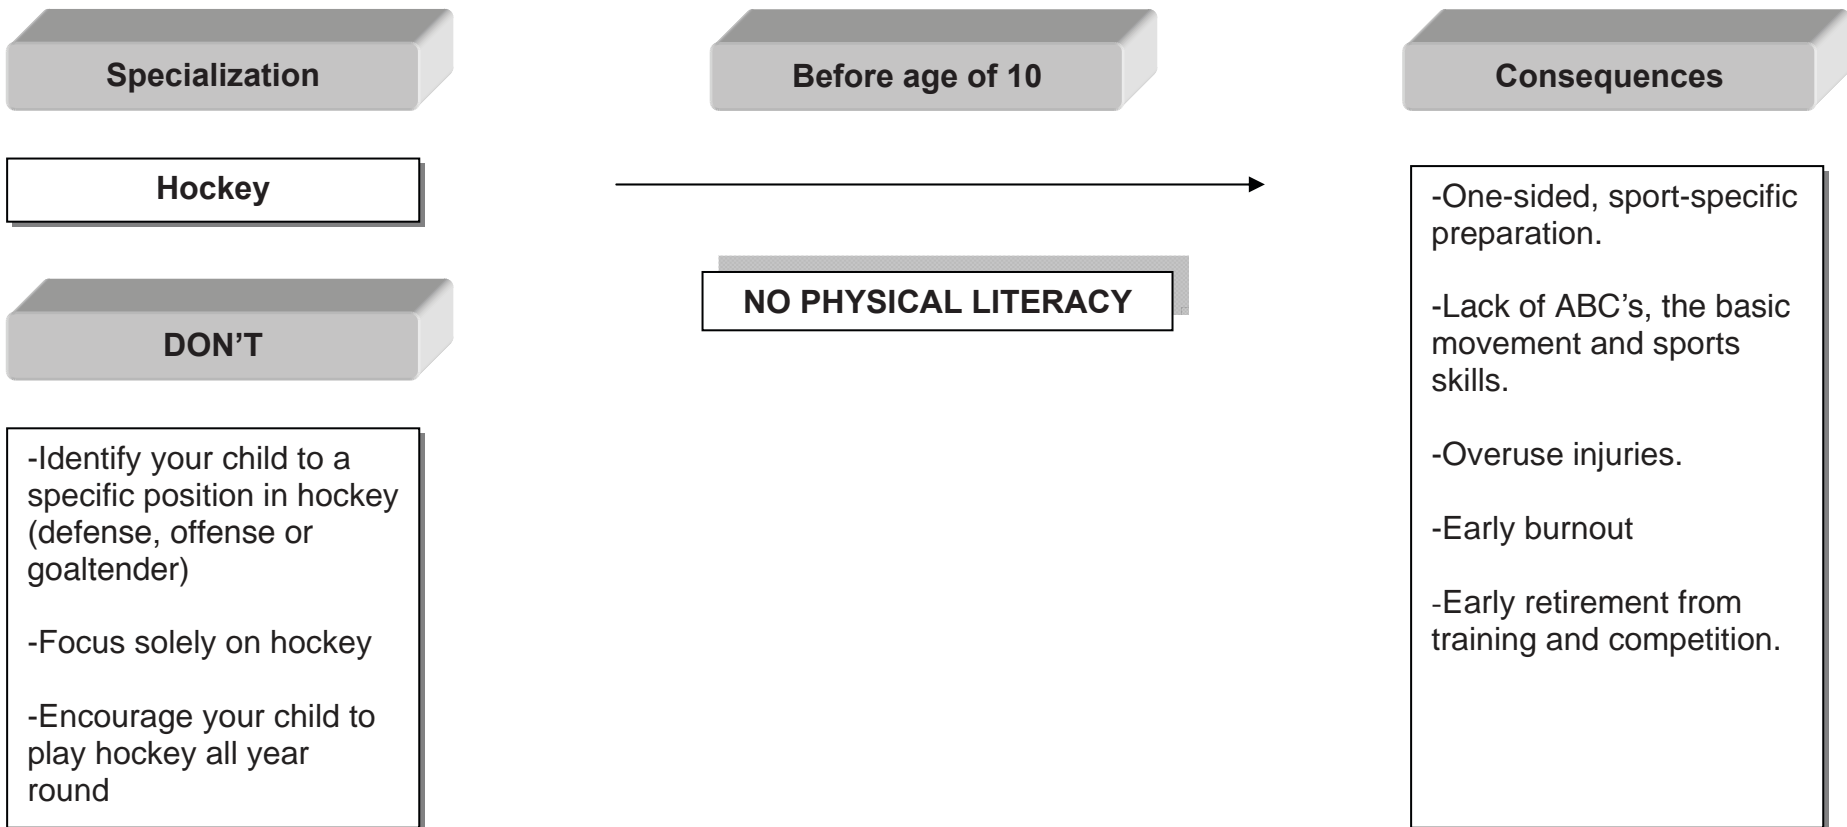 Specialization
Before age of 10
Consequences
Hockey
NO PHYSICAL LITERACY
DON’T
-Identify your child to a
specific position in hockey
(defense, offense or
goaltender)
-Focus solely on hockey
-Encourage your child to
play hockey all year
round
-One-sided, sport-specific
preparation.
-Lack of ABC’s, the basic
movement and sports
skills.
-Overuse injuries.
-Early burnout
-Early retirement from
training and competition.